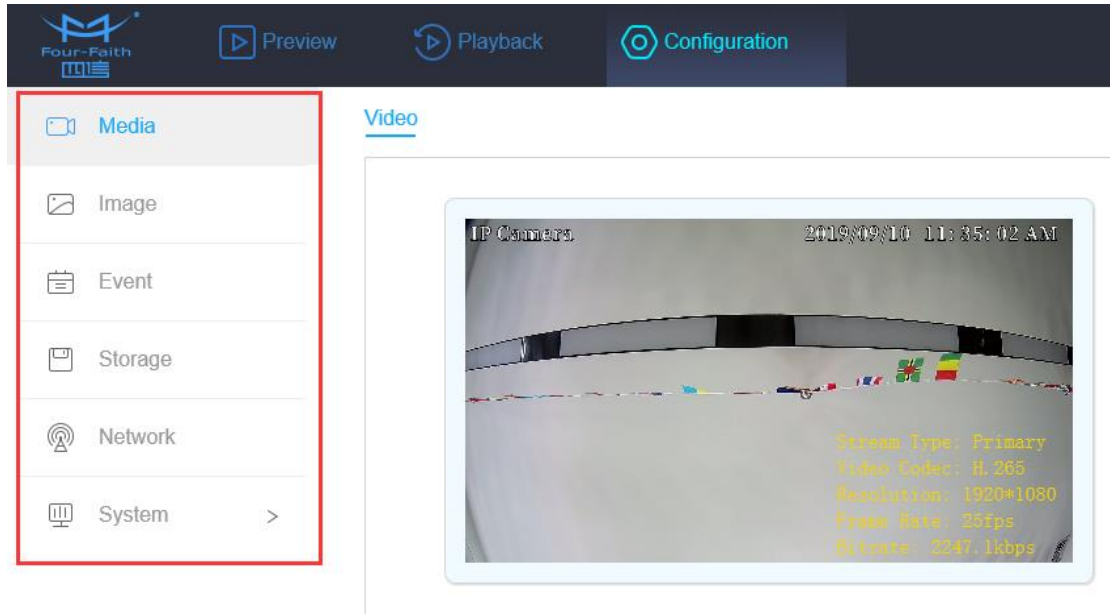 Four-Faith
四信
Preview
Playback
Configuration
Media
Image
Event
Storage
Network
System >
Video
IP Camera
2019/09/10 11:35:02 AM
Stream Type: Primary
Video Codec: H.265
Resolution: 1920*1080
Frame Rate: 25fps
Bitrate: 2247.1kbps